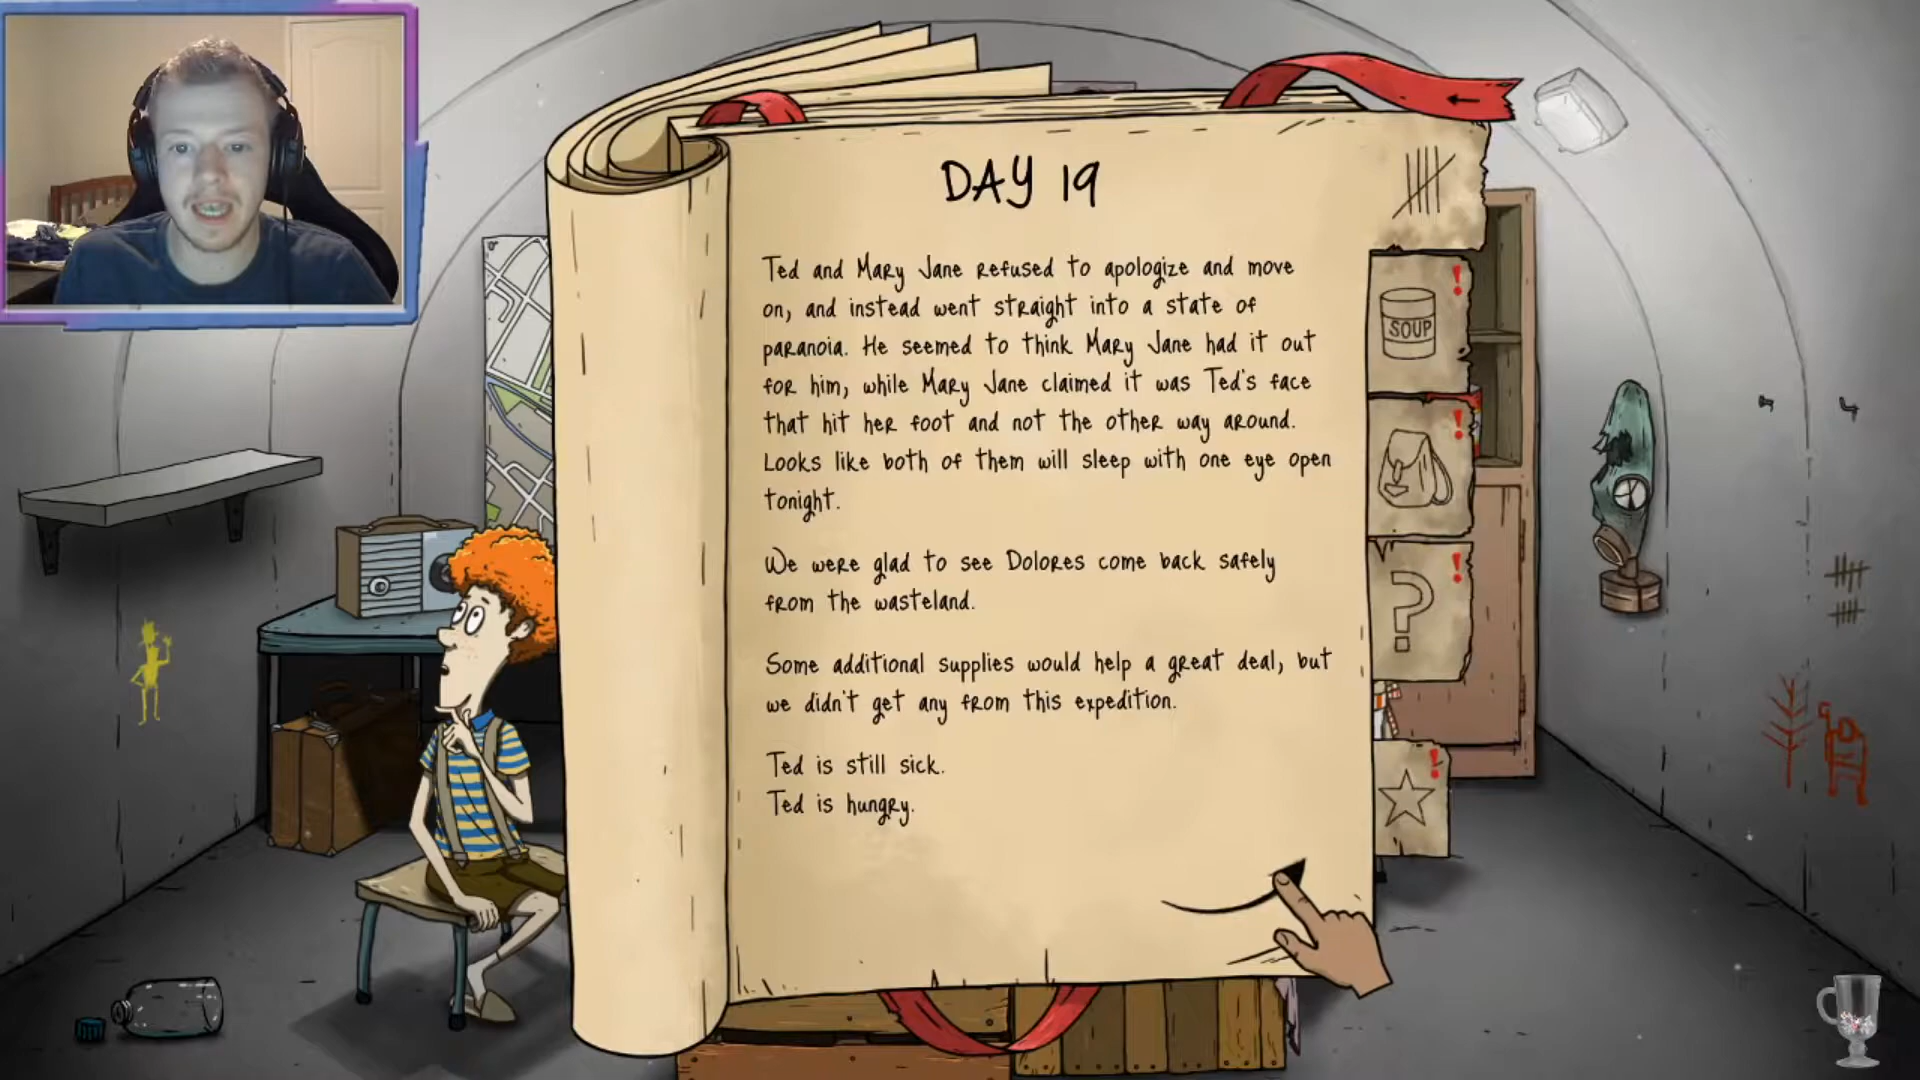 DAY 19
Ted and Mary Jane refused to apologize and move
on, and instead went straight into a state of
paranoia. He seemed to think Mary Jane had it out
for him, while Mary Jane claimed it was Ted's face
that hit her foot and not the other way around.
Looks like both of them will sleep with one eye open
tonight.
We were glad to see Dolores come back safely
from the wasteland.
Some additional supplies would help a great deal, but
we didn't get any from this expedition.
Ted is still sick.
Ted is hungry.
!
SOUP
!
!
?
!